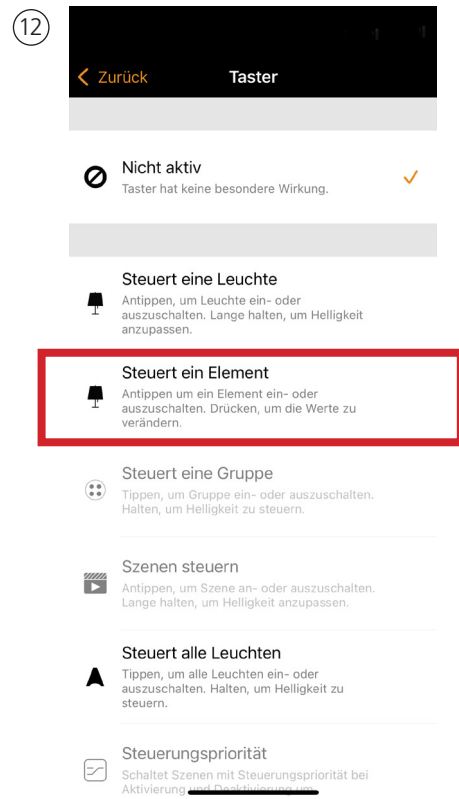 12
Zurück
Taster
Nicht aktiv
Taster hat keine besondere Wirkung.
Steuert eine Leuchte
Antippen, um Leuchte ein- oder
auszuschalten. Lange halten, um Helligkeit
anzupassen.
Steuert ein Element
Antippen um ein Element ein- oder
auszuschalten. Drücken, um die Werte zu
verändern.
Steuert eine Gruppe
Tippen, um Gruppe ein- oder auszuschalten.
Halten, um Helligkeit zu steuern.
Szenen steuern
Antippen, um Szene an- oder auszuschalten.
Lange halten, um Helligkeit anzupassen.
Steuert alle Leuchten
Tippen, um alle Leuchten ein- oder
auszuschalten. Halten, um Helligkeit zu
steuern.
Steuerungspriorität
Schaltet Szenen mit Steuerungspriorität bei
Aktivierung und Deaktivierung um